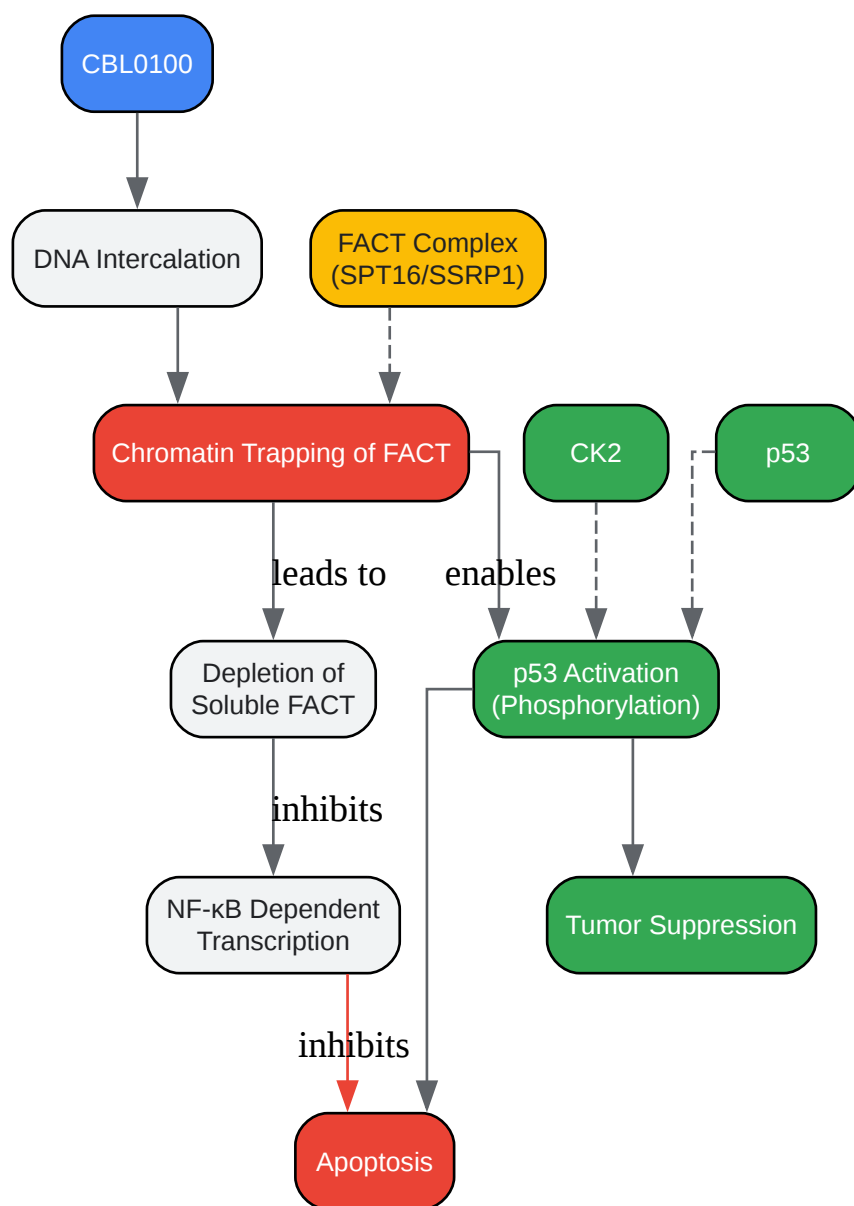 CBL0100
DNA Intercalation
FACT Complex
(SPT16/SSRP1)
Chromatin Trapping of FACT
CK2
p53
leads to
enables
Depletion of
Soluble FACT
p53 Activation
(Phosphorylation)
inhibits
NF-κB Dependent
Transcription
Tumor Suppression
inhibits
Apoptosis